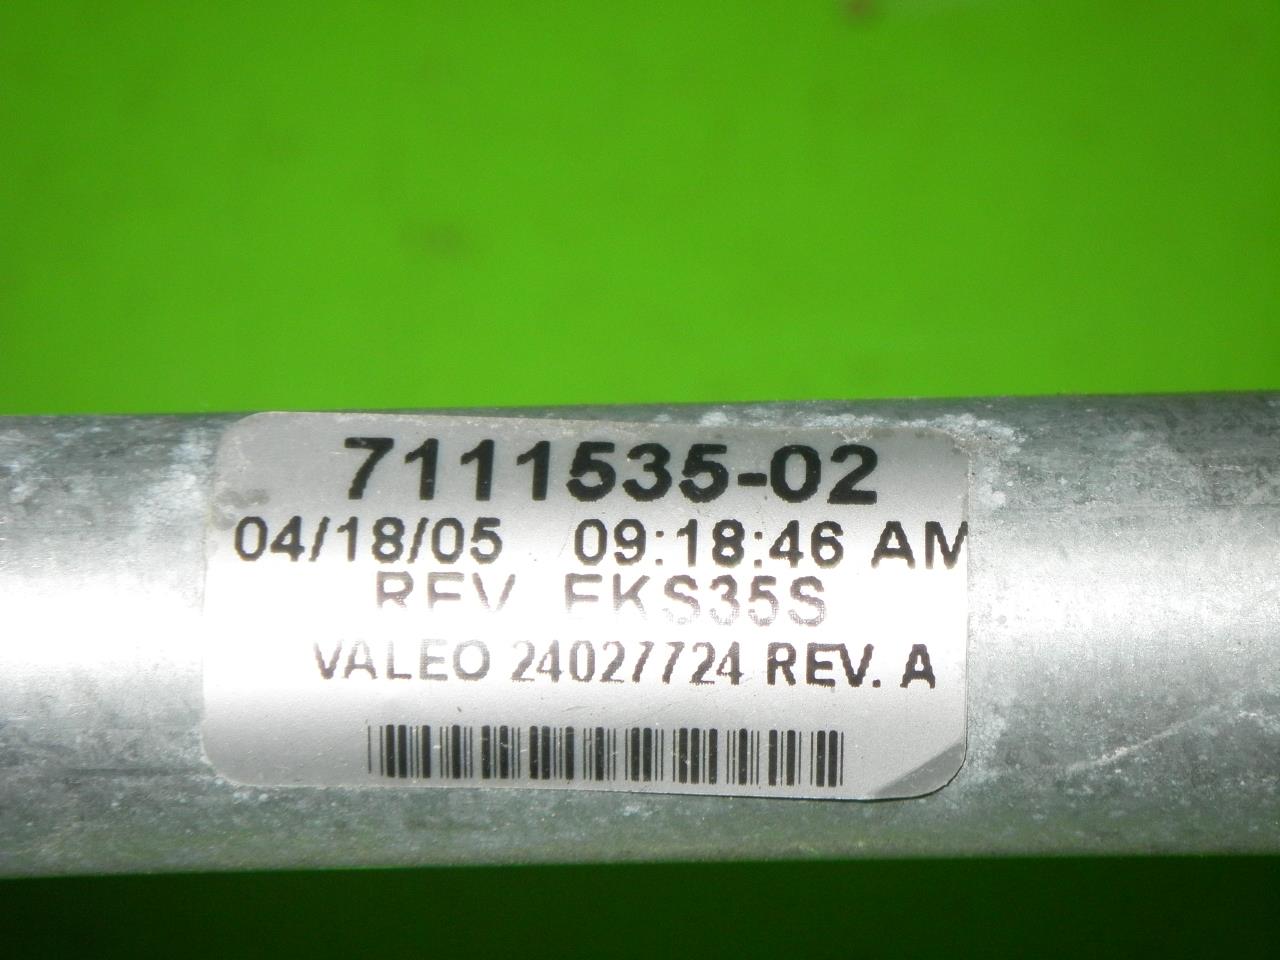 7111535-02
04/18/05 09:18:46 AM
REV EKS35S
VALEO 24027724 REV. A